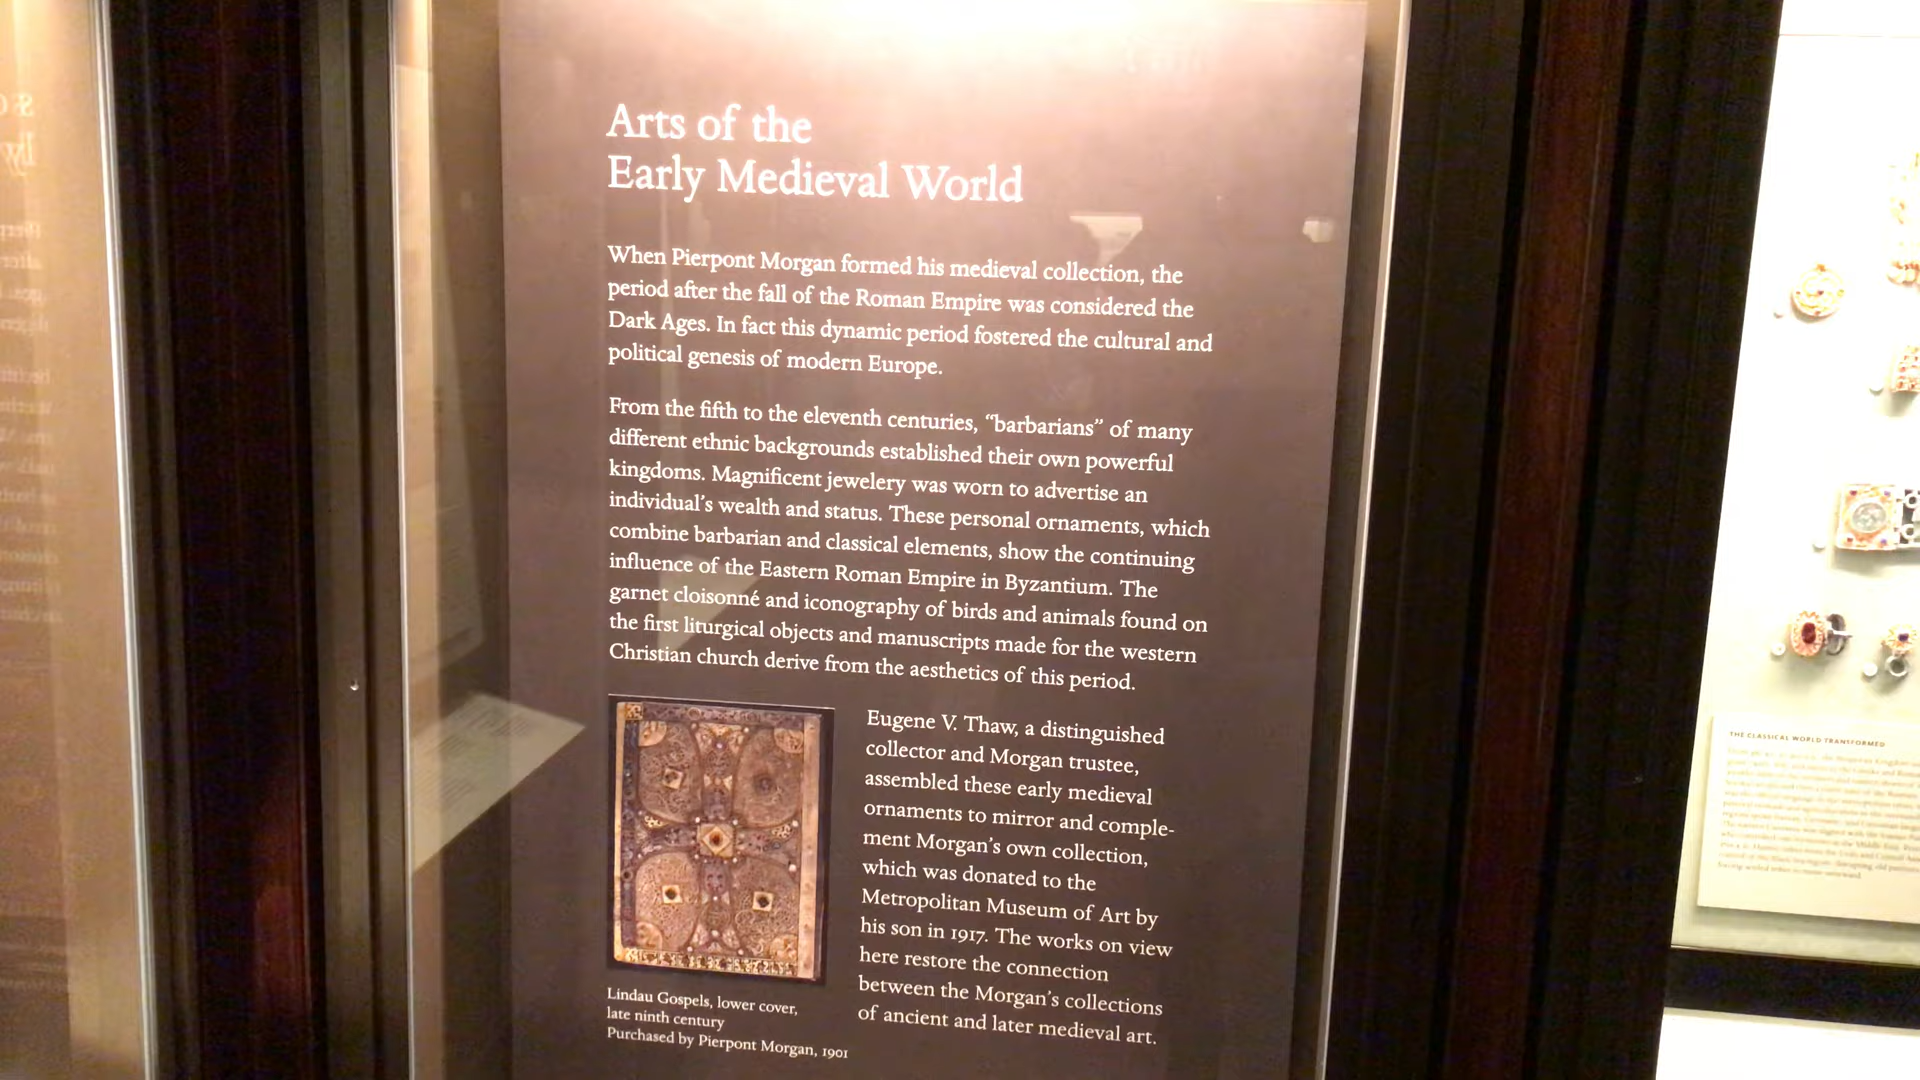 Arts of the
Early Medieval World
When Pierpont Morgan formed his medieval collection, the
period after the fall of the Roman Empire was considered the
Dark Ages. In fact this dynamic period fostered the cultural and
political genesis of modern Europe.
From the fifth to the eleventh centuries, “barbarians” of many
different ethnic backgrounds established their own powerful
kingdoms. Magnificent jewelery was worn to advertise an
individual’s wealth and status. These personal ornaments, which
combine barbarian and classical elements, show the continuing
influence of the Eastern Roman Empire in Byzantium. The
garnet cloisonné and iconography of birds and animals found on
the first liturgical objects and manuscripts made for the western
Christian church derive from the aesthetics of this period.
Eugene V. Thaw, a distinguished
collector and Morgan trustee,
assembled these early medieval
ornaments to mirror and comple-
ment Morgan’s own collection,
which was donated to the
Metropolitan Museum of Art by
his son in 1917. The works on view
here restore the connection
between the Morgan’s collections
of ancient and later medieval art.
Lindau Gospels, lower cover,
late ninth century
Purchased by Pierpont Morgan, 1901
THE CLASSICAL WORLD TRANSFORMED